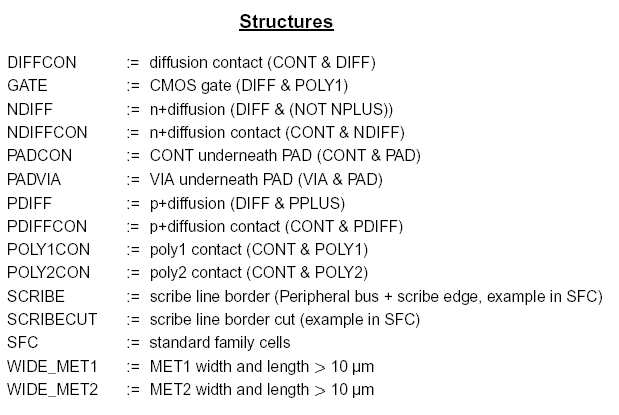 Structures
DIFFCON := diffusion contact (CONT & DIFF)
GATE := CMOS gate (DIFF & POLY1)
NDIFF := n+diffusion (DIFF & (NOT NPLUS))
NDIFFCON := n+diffusion contact (CONT & NDIFF)
PADCON := CONT underneath PAD (CONT & PAD)
PADVIA := VIA underneath PAD (VIA & PAD)
PDIFF := p+diffusion (DIFF & PPLUS)
PDIFFCON := p+diffusion contact (CONT & PDIFF)
POLY1CON := poly1 contact (CONT & POLY1)
POLY2CON := poly2 contact (CONT & POLY2)
SCRIBE := scribe line border (Peripheral bus + scribe edge, example in SFC)
SCRIBECUT := scribe line border cut (example in SFC)
SFC := standard family cells
WIDE_MET1 := MET1 width and length > 10 µm
WIDE_MET2 := MET2 width and length > 10 µm